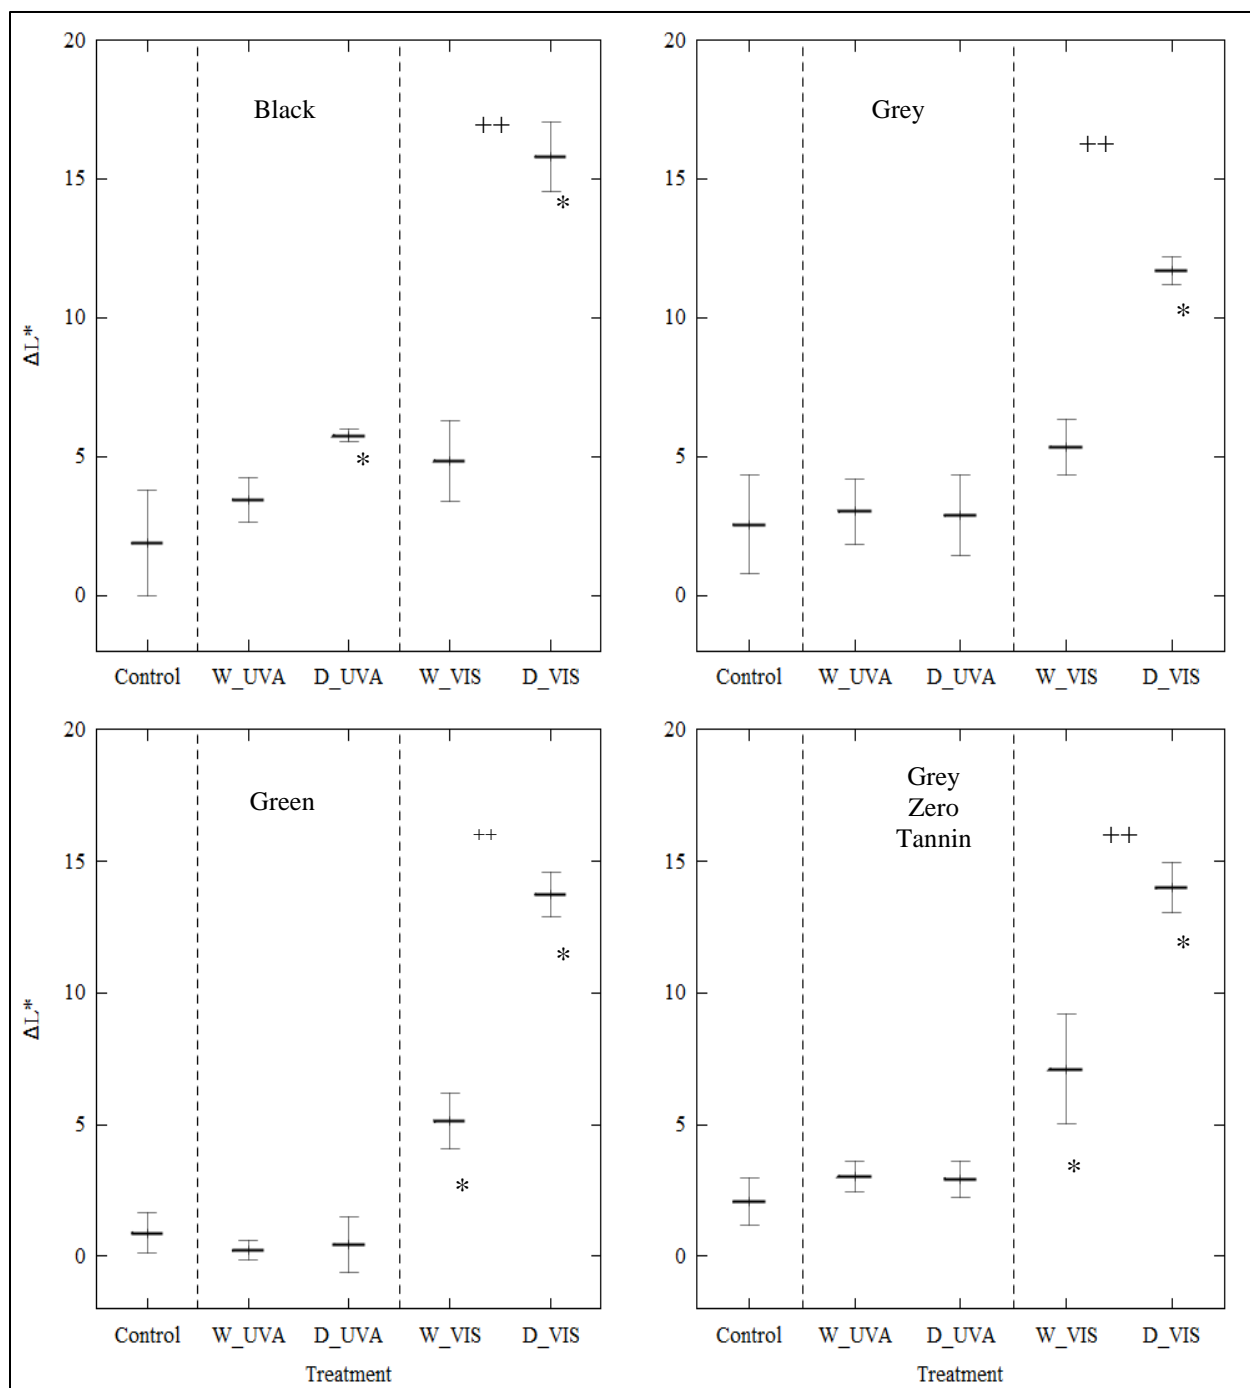 20
15
10
5
0
ΔL*
Black
++
*
*
Control W_UVA D_UVA W_VIS D_VIS
20
15
10
5
0
Grey
++
*
Control W_UVA D_UVA W_VIS D_VIS
20
15
10
5
0
ΔL*
Green
++
*
*
Control W_UVA D_UVA W_VIS D_VIS
Treatment
20
15
10
5
0
Grey
Zero
Tannin
++
*
*
Control W_UVA D_UVA W_VIS D_VIS
Treatment